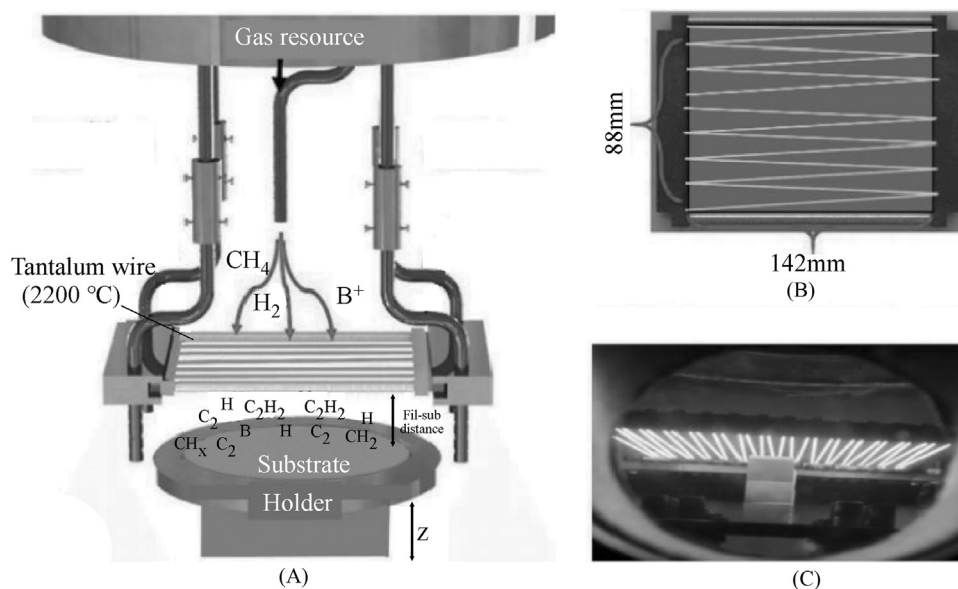 Gas resource
CH4
H2
B+
Tantalum wire
(2200 °C)
H
C2H2
C2H2
H
C2
B
H
C2
CHx
C2
CH2
Fil-sub
distance
Substrate
Holder
Z
(A)
88mm
142mm
(B)
(C)